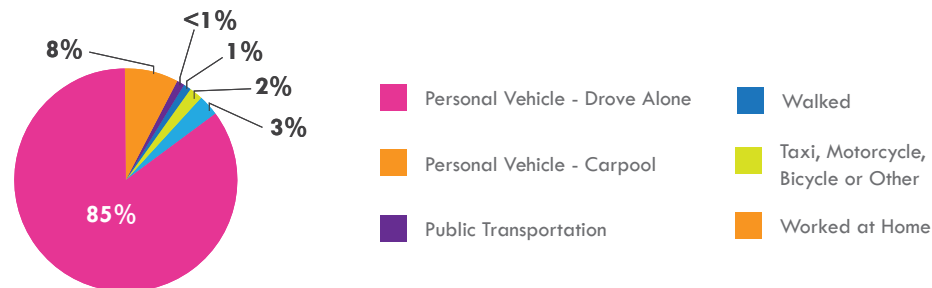 <1%
8%
1%
2%
3%
85%
Personal Vehicle - Drove Alone
Personal Vehicle - Carpool
Public Transportation
Walked
Taxi, Motorcycle,
Bicycle or Other
Worked at Home